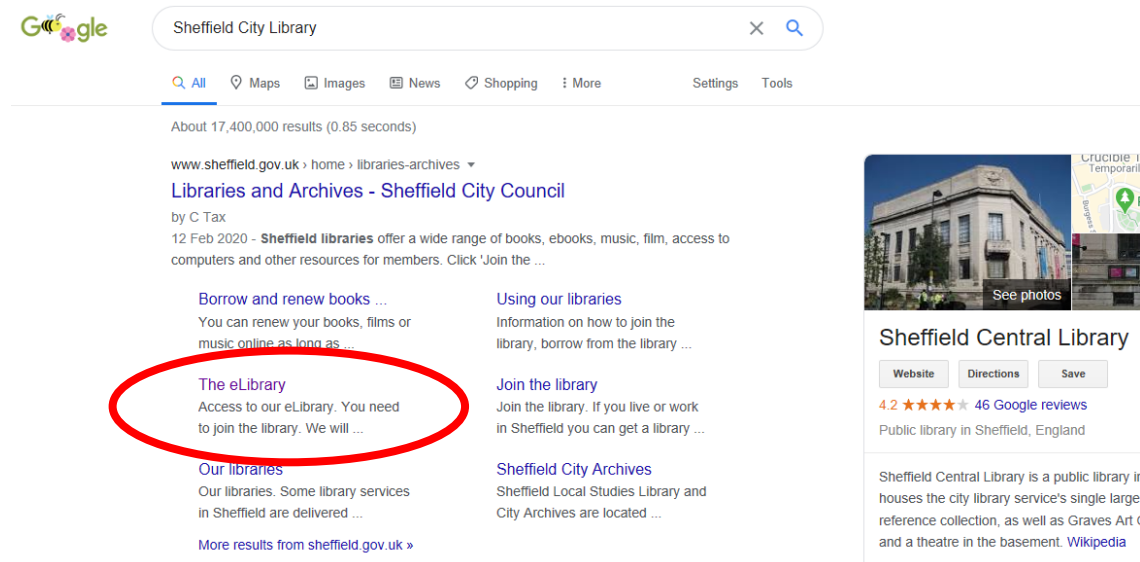 Google
Sheffield City Library
All Maps Images News Shopping More Settings Tools
About 17,400,000 results (0.85 seconds)
www.sheffield.gov.uk › home › libraries-archives
Libraries and Archives - Sheffield City Council
by C Tax
12 Feb 2020 - Sheffield libraries offer a wide range of books, ebooks, music, film, access to
computers and other resources for members. Click 'Join the ...
Borrow and renew books ...
You can renew your books, films or
music online as long as ...
Using our libraries
Information on how to join the
library, borrow from the library ...
The eLibrary
Access to our eLibrary. You need
to join the library. We will ...
Join the library
Join the library. If you live or work
in Sheffield you can get a library ...
Our libraries
Our libraries. Some library services
in Sheffield are delivered ...
Sheffield City Archives
Sheffield Local Studies Library and
City Archives are located ...
More results from sheffield.gov.uk »
Crucible
Temporaril
Burgess
See photos
Sheffield Central Library
Website Directions Save
4.2 46 Google reviews
Public library in Sheffield, England
Sheffield Central Library is a public library in
houses the city library service's single large
reference collection, as well as Graves Art
and a theatre in the basement. Wikipedia